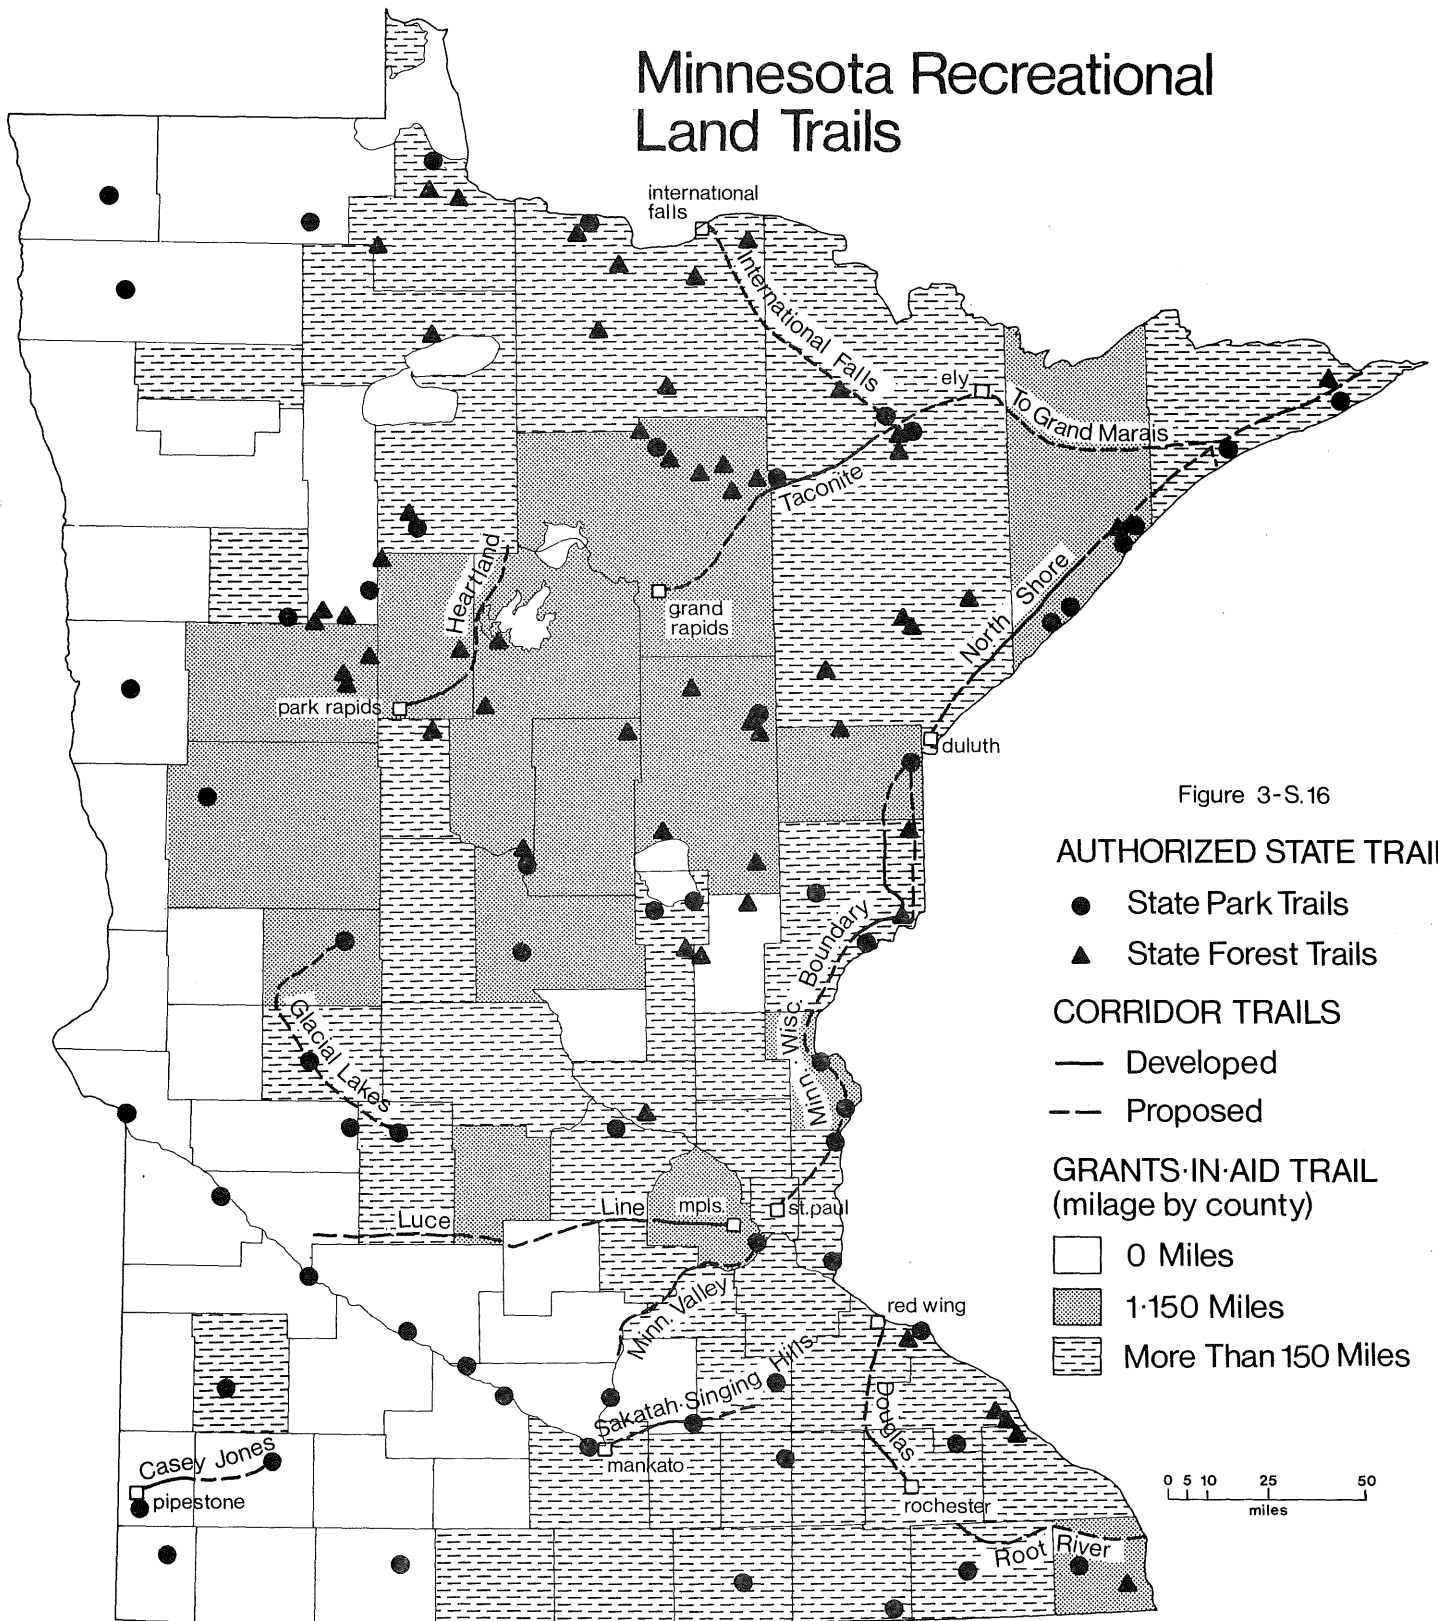 Minnesota Recreational
Land Trails
international
falls
International Falls
ely
To Grand Marais
Taconite
Heartland
grand
rapids
North Shore
park rapids
duluth
Figure 3-S.16
AUTHORIZED STATE TRAIL
State Park Trails
State Forest Trails
CORRIDOR TRAILS
Developed
Proposed
GRANTS·IN·AID TRAIL
(milage by county)
0 Miles
1·150 Miles
More Than 150 Miles
Minn. Wisc. Boundary
Glacial Lakes
Luce Line
mpls.
st.paul
Minn. Valley
red wing
Sakatah·Singing Hills
Douglas
mankato
Casey Jones
pipestone
rochester
Root River
0 5 10 25 50
miles